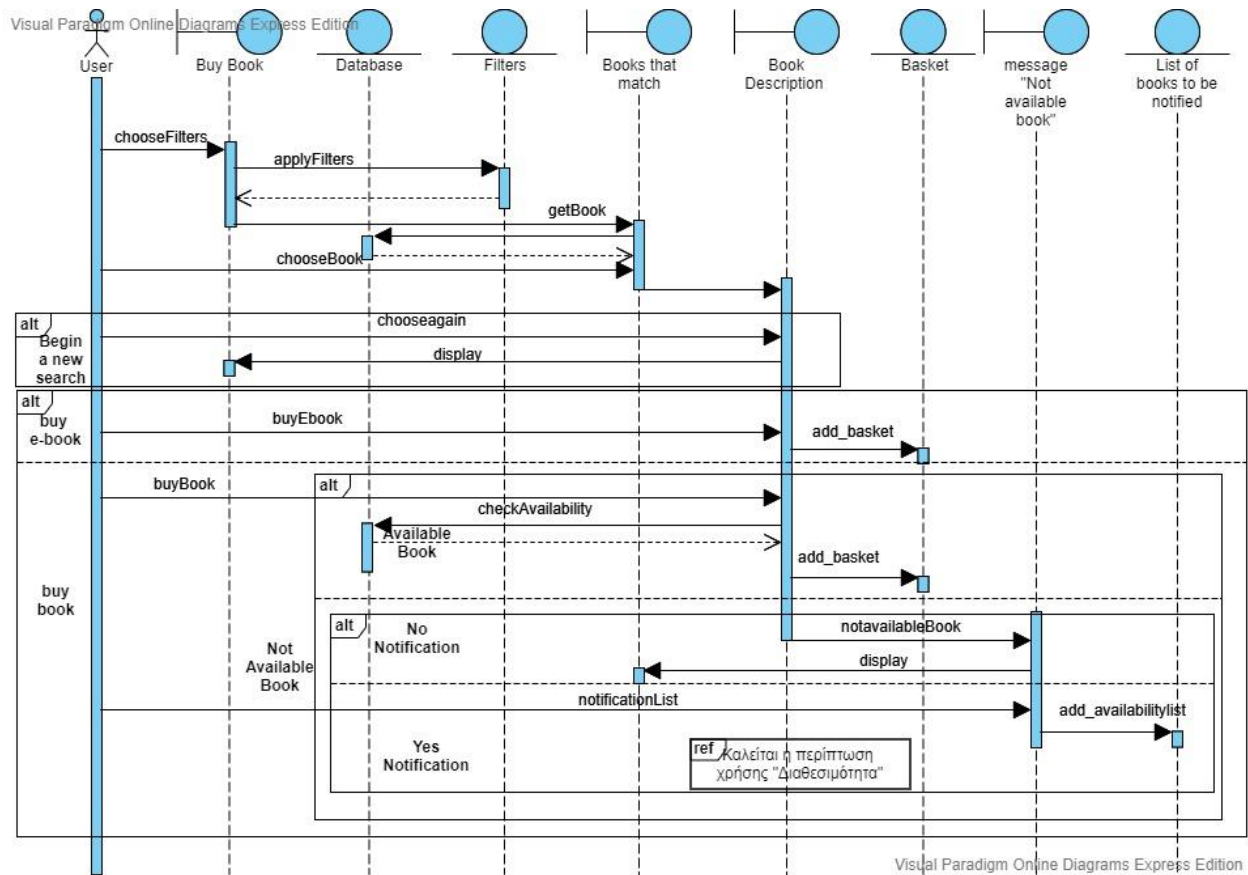 Visual Paradigm Online Diagrams Express Edition
User
Buy Book
Database
Filters
Books that
match
Book
Description
Basket
message
"Not
available
book"
List of
books to be
notified
chooseFilters
applyFilters
getBook
chooseBook
alt
chooseagain
Begin
a new
search
display
alt
buy
e-book
buyEbook
add_basket
buyBook
alt
checkAvailability
Available
Book
add_basket
buy
book
alt
No
Notification
notavailableBook
Not
Available
Book
display
notificationList
add_availabilitylist
Yes
Notification
ref
Καλείται η περίπτωση
χρήσης "Διαθεσιμότητα"
Visual Paradigm Online Diagrams Express Edition